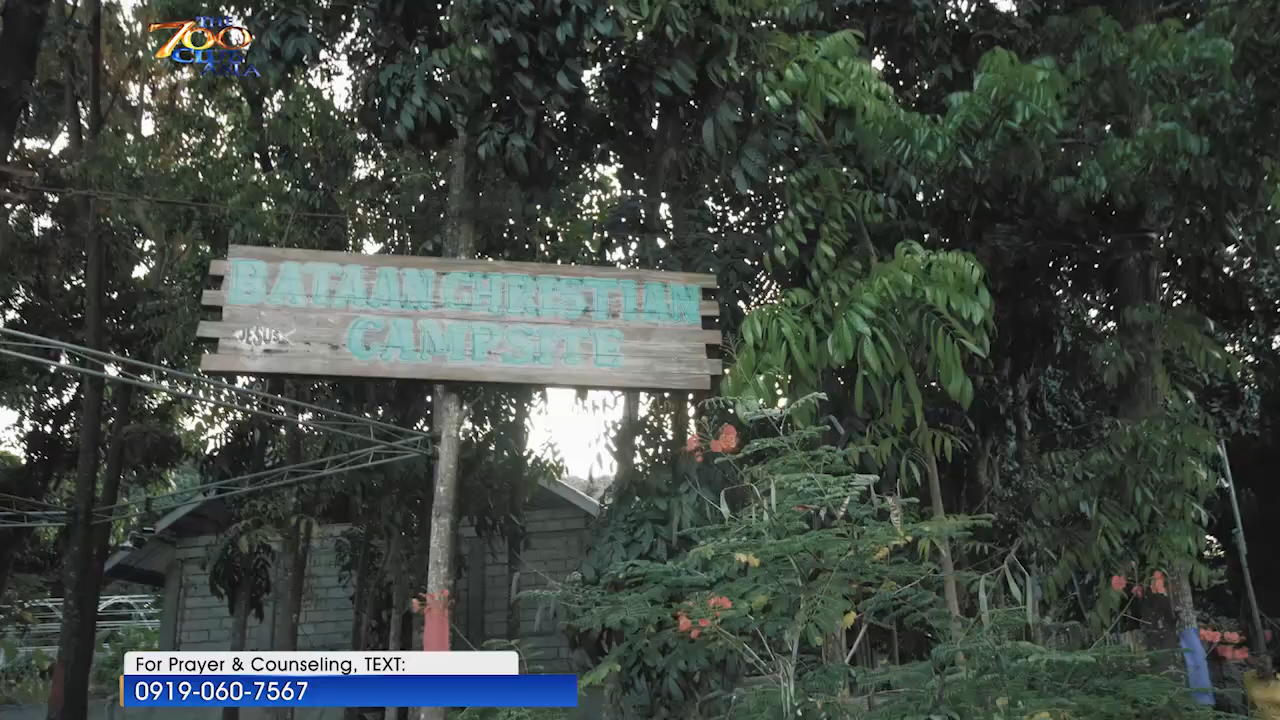 THE
700
CLUB
ASIA
BATAAN CHRISTIAN
JESUS CAMPSITE
For Prayer & Counseling, TEXT:
0919-060-7567